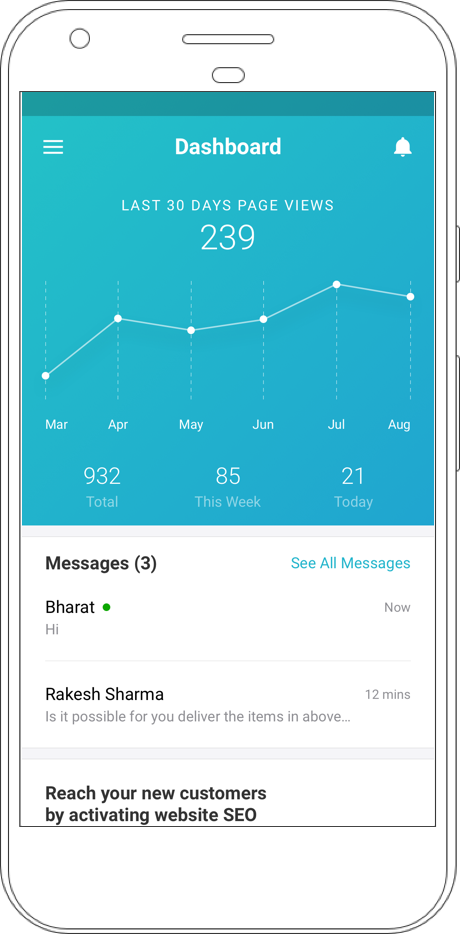 Dashboard
LAST 30 DAYS PAGE VIEWS
239
Mar Apr May Jun Jul Aug
932 85 21
Total This Week Today
Messages (3) See All Messages
Bharat Now
Hi
Rakesh Sharma 12 mins
Is it possible for you deliver the items in above…
Reach your new customers
by activating website SEO